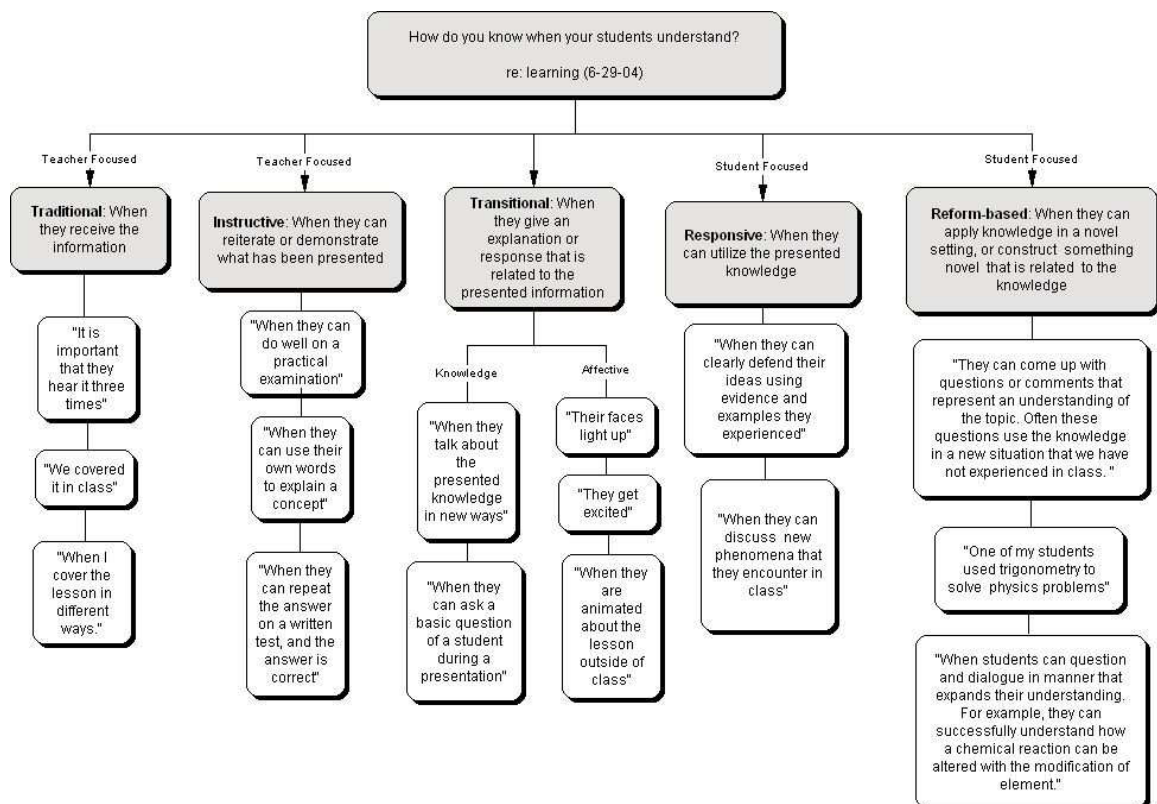 How do you know when your students understand?
re: learning (6-29-04)
Teacher Focused
Teacher Focused
Student Focused
Student Focused
Traditional: When
they receive the
information
"It is
important
that they
hear it three
times"
"We covered
it in class"
"When I
cover the
lesson in
different
ways."
Instructive: When they can
reiterate or demonstrate
what has been presented
"When they can
do well on a
practical
examination"
"When they
can use their
own words
to explain a
concept"
"When they
can repeat
the answer
on a written
test, and the
answer is
correct"
Transitional: When
they give an
explanation or
response that is
related to the
presented information
Knowledge
"When they
talk about
the
presented
knowledge
in new ways"
"When they
can ask a
basic question
of a student
during a
presentation"
Affective
"Their faces
light up"
"They get
excited"
"When they
are
animated
about the
lesson
outside of
class"
Responsive: When they
can utilize the presented
knowledge
"When they can
clearly defend their
ideas using
evidence and
examples they
experienced"
"When they can
discuss new
phenomena that
they encounter in
class"
Reform-based: When they can
apply knowledge in a novel
setting, or construct something
novel that is related to the
knowledge
"They can come up with
questions or comments that
represent an understanding of
the topic. Often these
questions use the knowledge
in a new situation that we have
not experienced in class. "
"One of my students
used trigonometry to
solve physics problems"
"When students can question
and dialogue in manner that
expands their understanding.
For example, they can
successfully understand how
a chemical reaction can be
altered with the modification of
element."